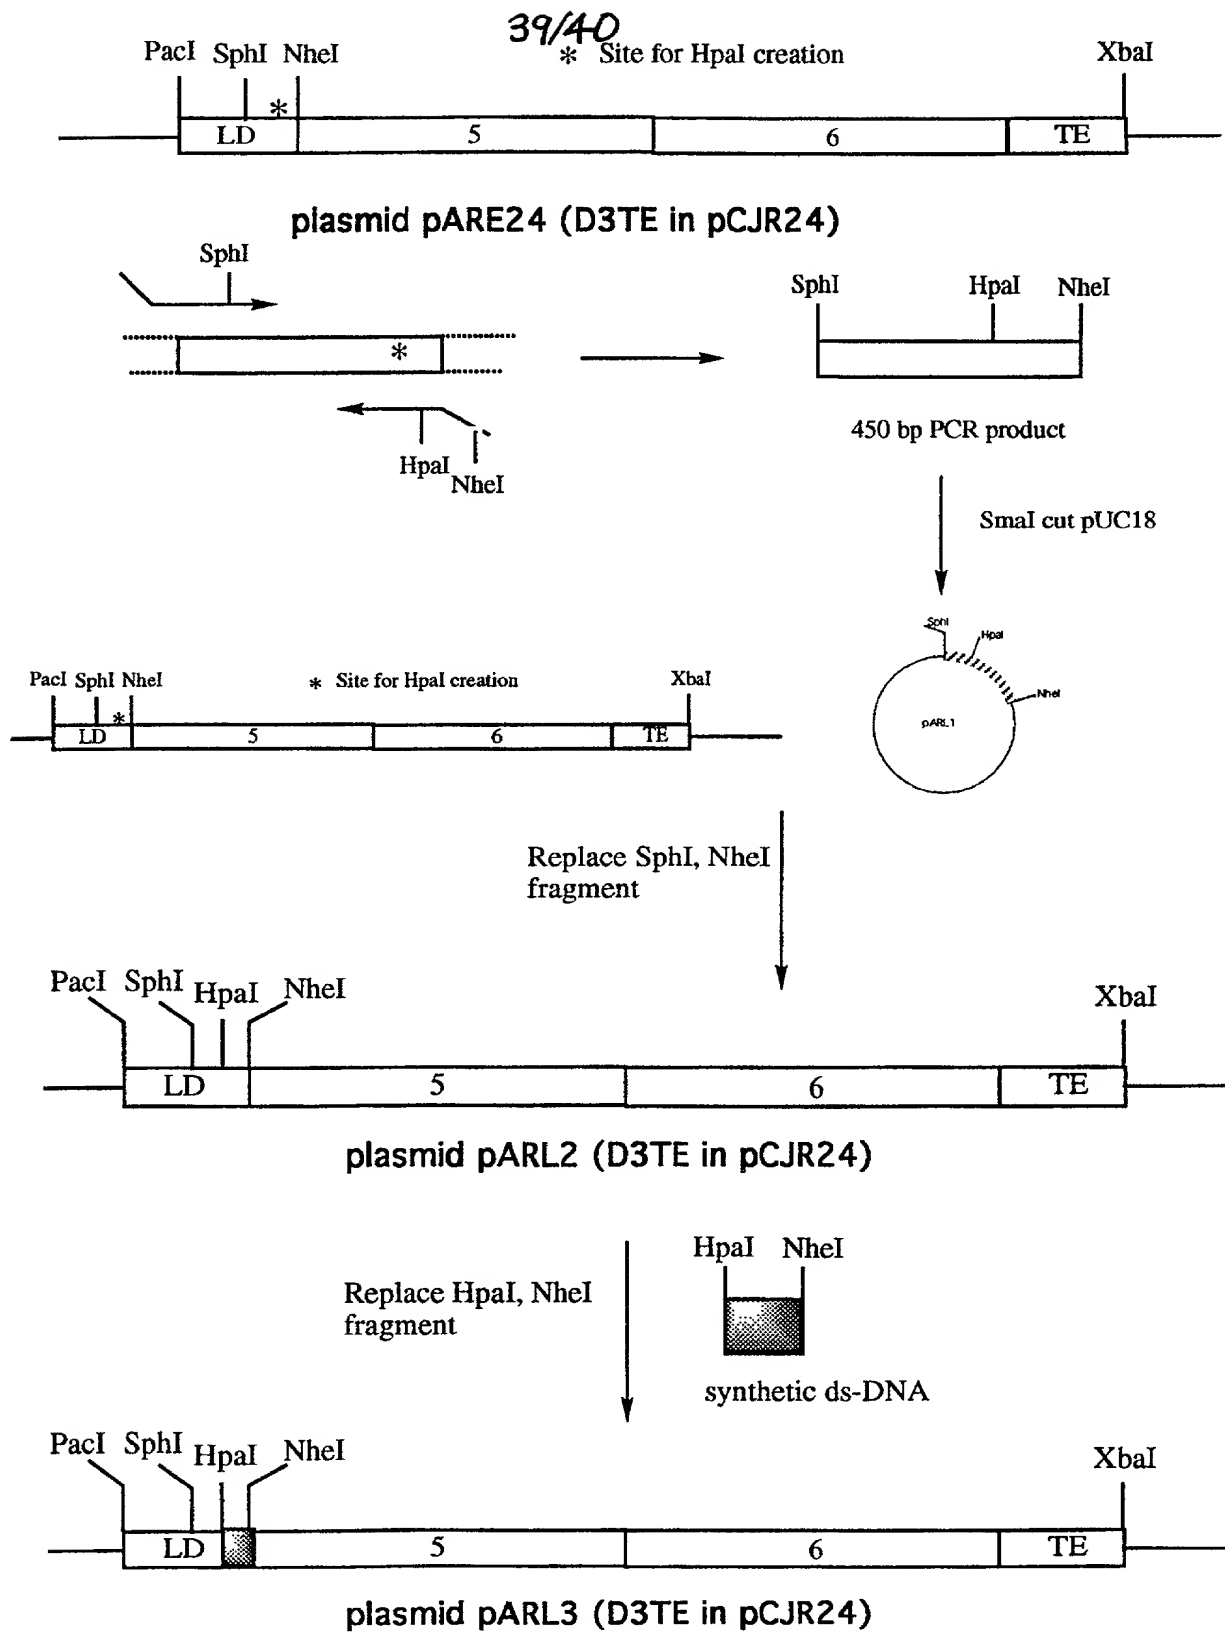 39/40
* Site for HpaI creation
PacI SphI NheI XbaI
*
LD 5 6 TE
plasmid pARE24 (D3TE in pCJR24)
SphI
*
HpaI
NheI
SphI HpaI NheI
450 bp PCR product
SmaI cut pUC18
SphI
HpaI
NheI
pARL1
PacI SphI NheI * Site for HpaI creation XbaI
*
LD 5 6 TE
Replace SphI, NheI
fragment
PacI SphI HpaI NheI XbaI
LD 5 6 TE
plasmid pARL2 (D3TE in pCJR24)
HpaI NheI
Replace HpaI, NheI
fragment
synthetic ds-DNA
PacI SphI HpaI NheI XbaI
LD 5 6 TE
plasmid pARL3 (D3TE in pCJR24)